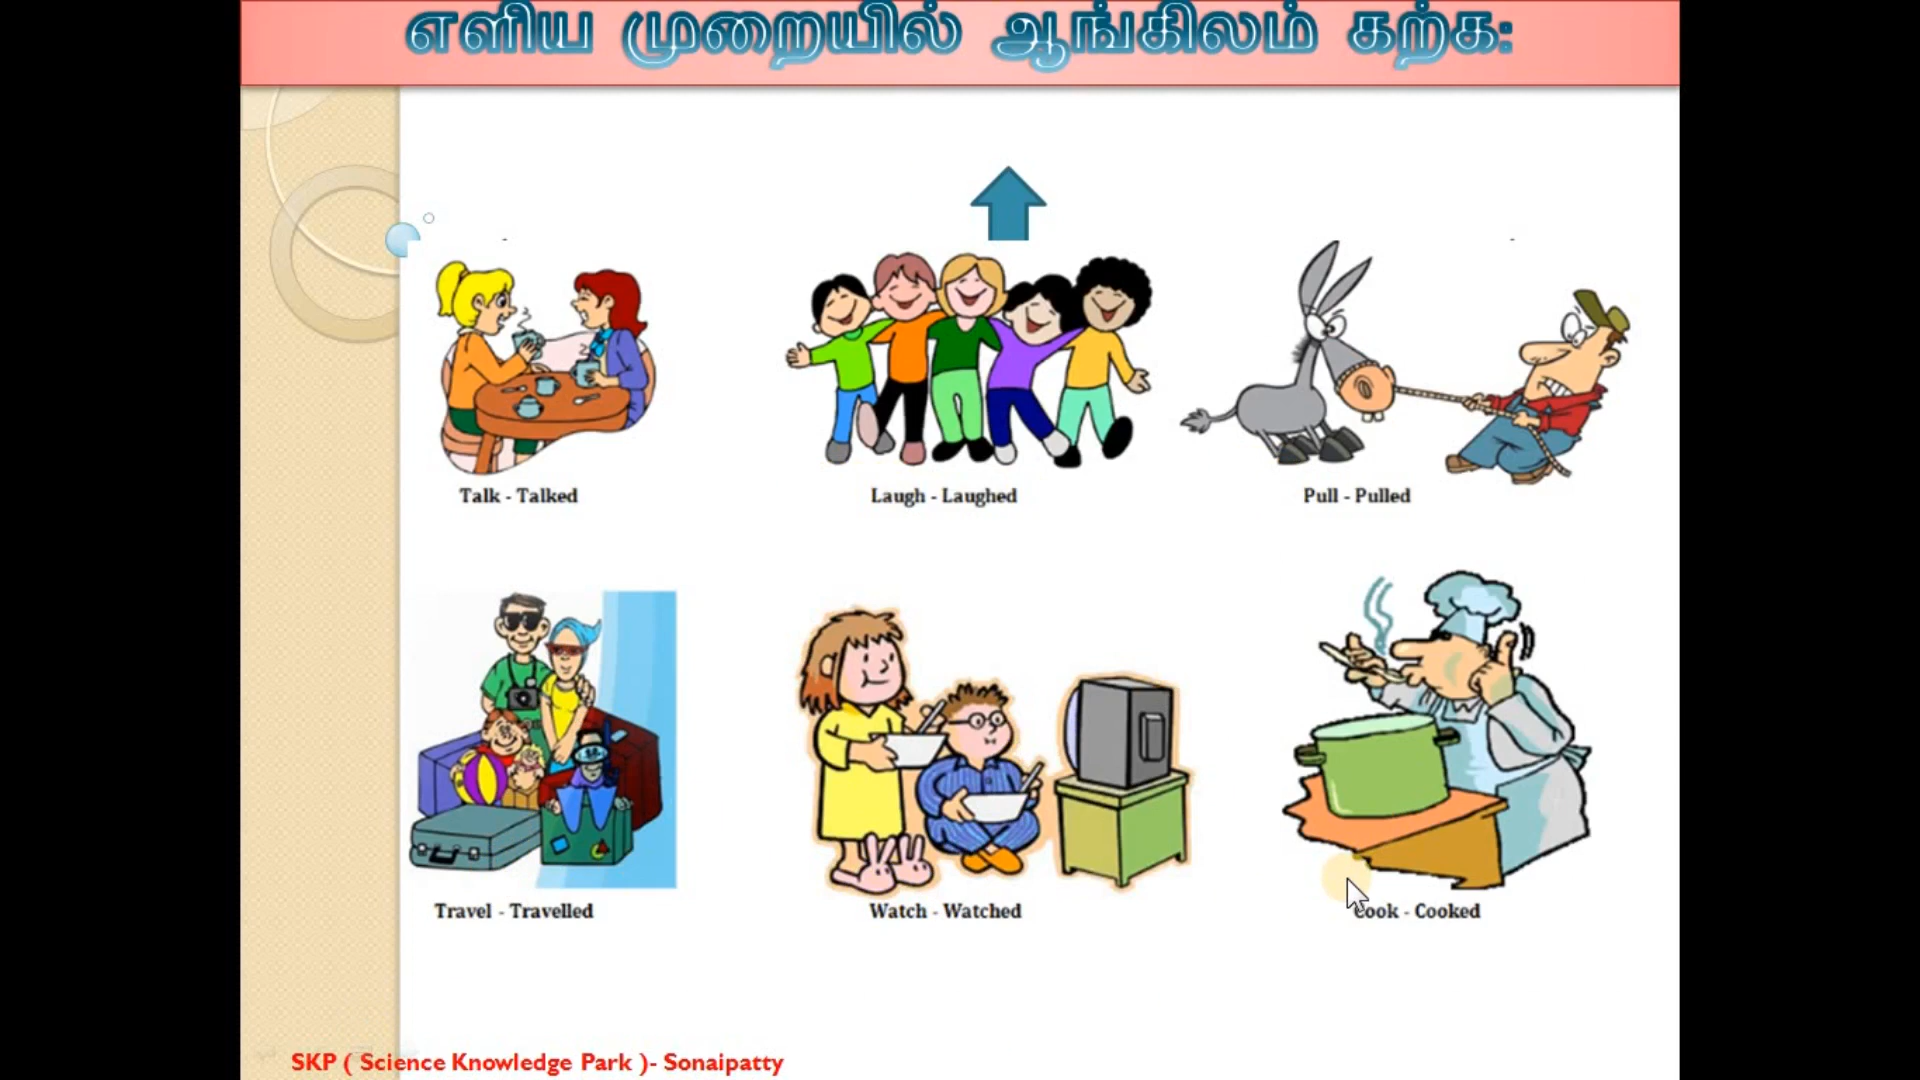 எளிய முறையில் ஆங்கிலம் கற்க:
Talk - Talked
Laugh - Laughed
Pull - Pulled
Travel - Travelled
Watch - Watched
Cook - Cooked
SKP ( Science Knowledge Park )- Sonaipatty